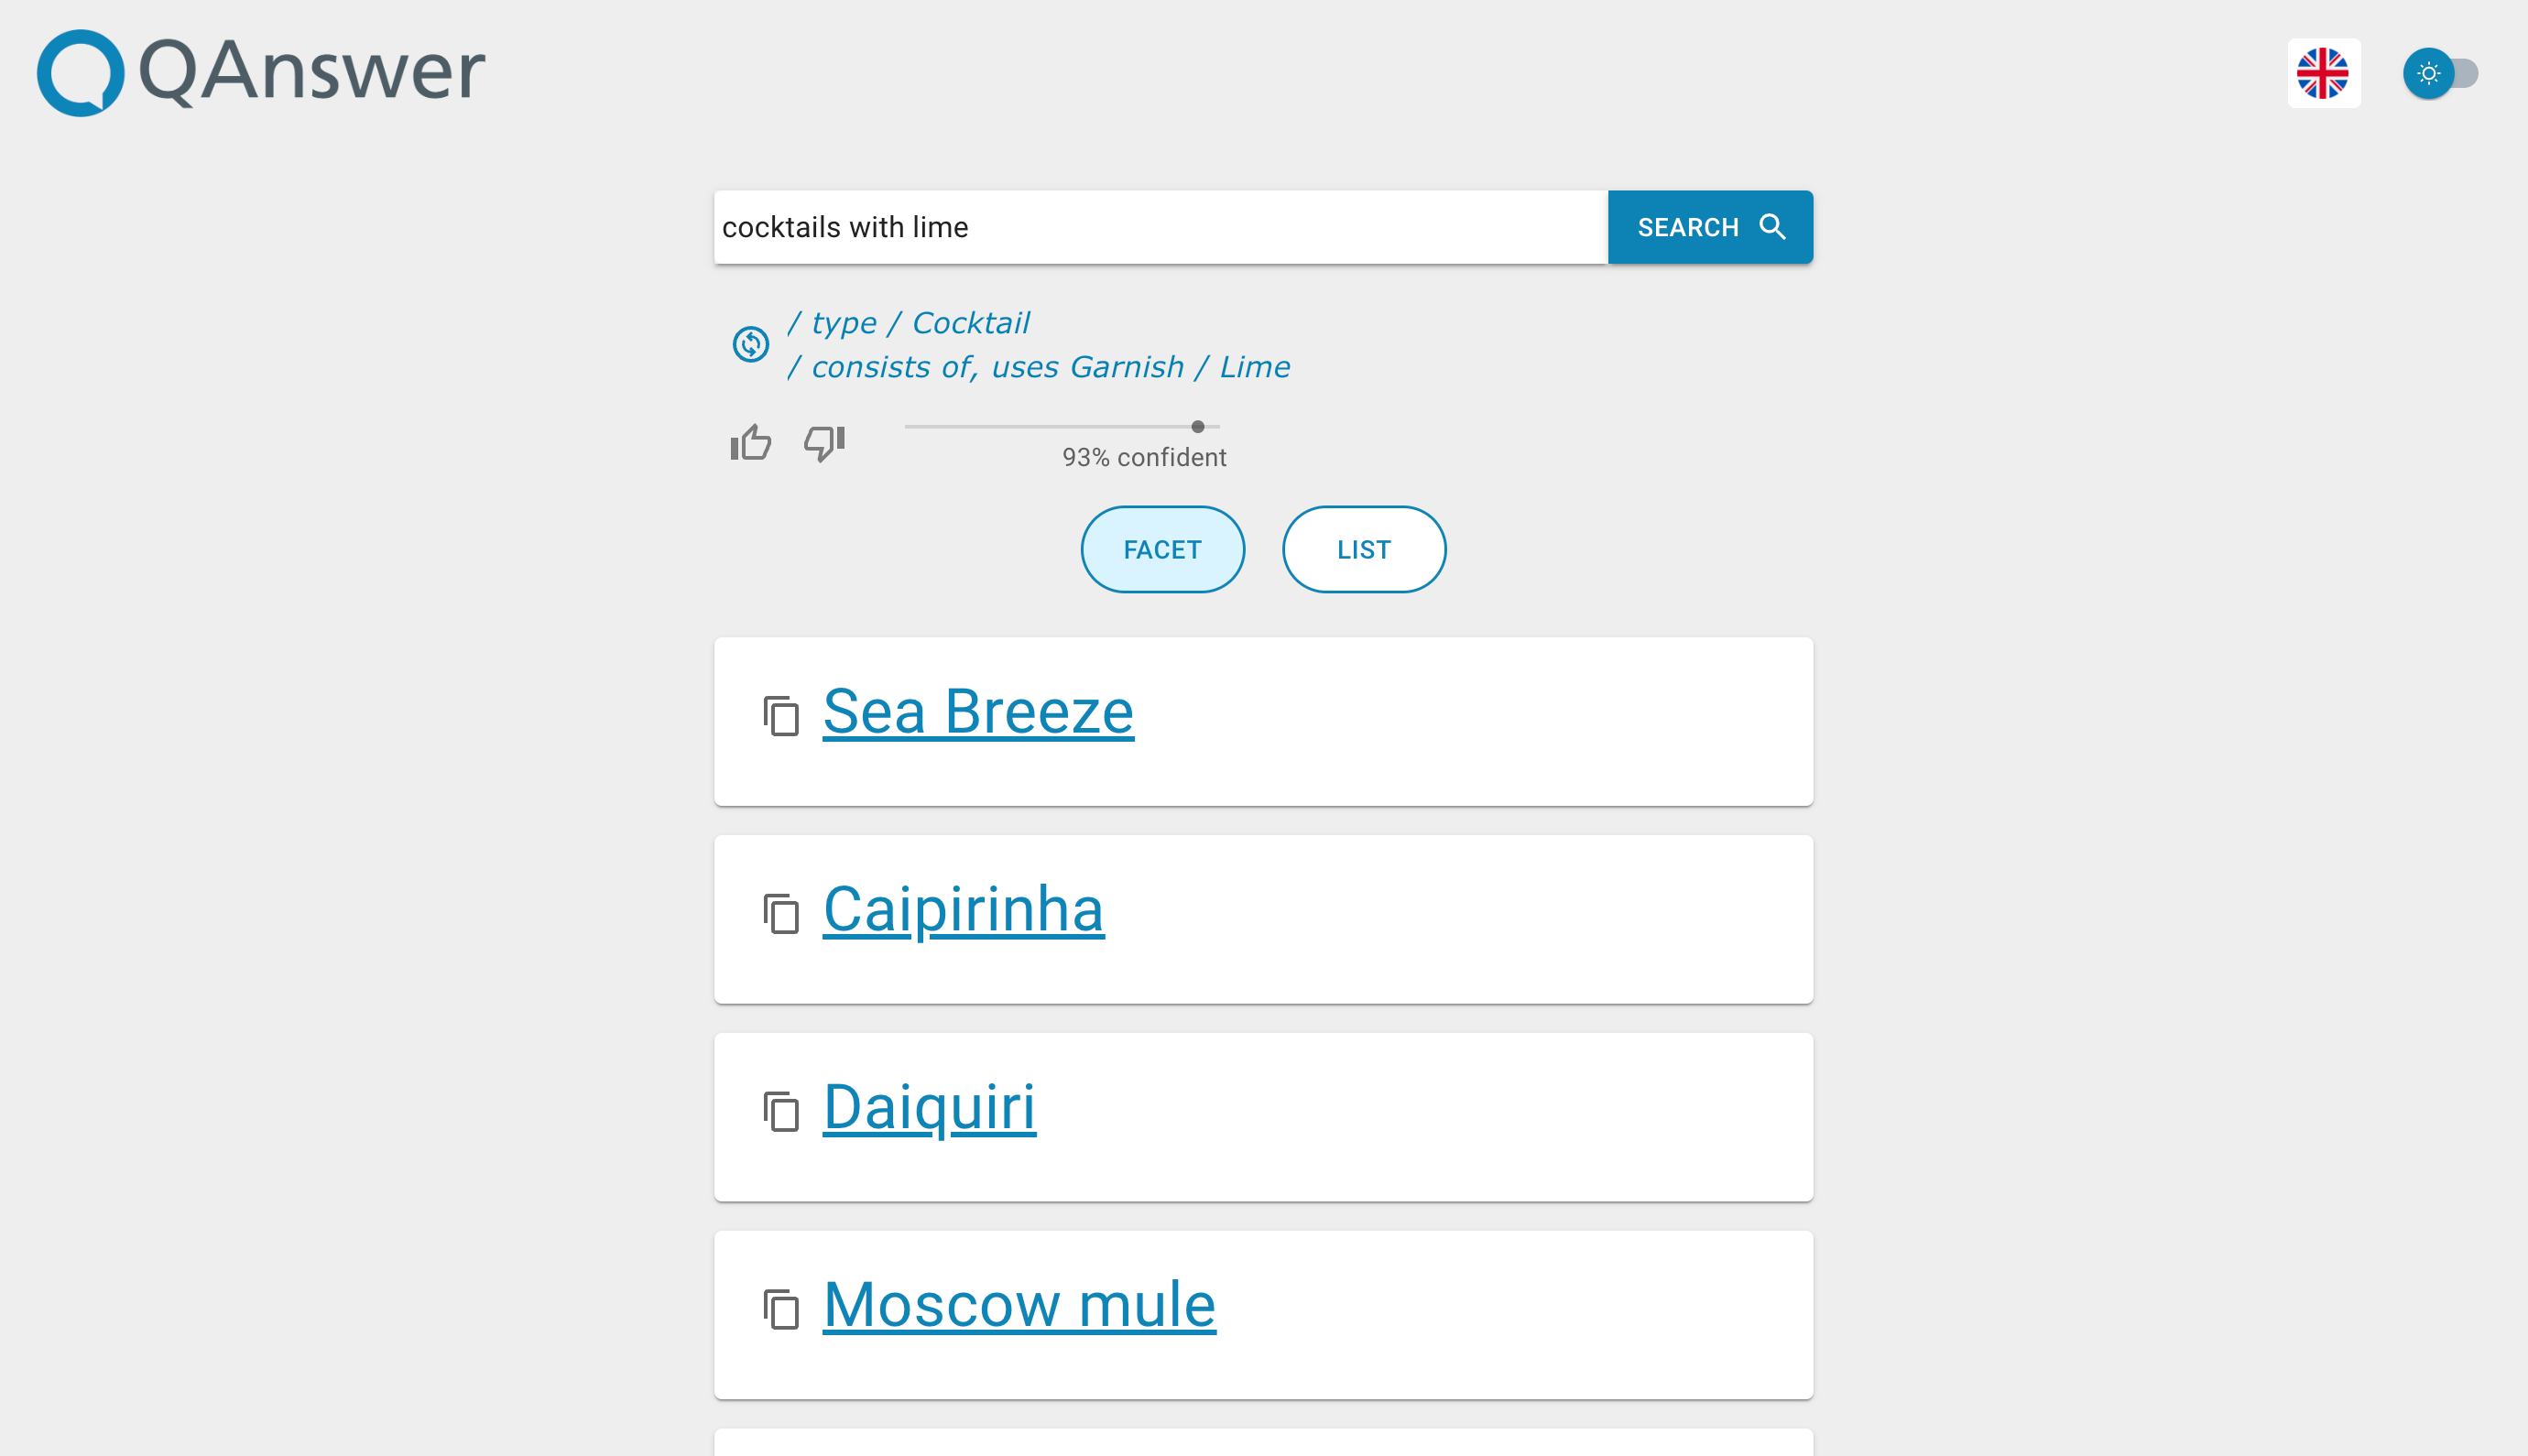 QAnswer
cocktails with lime
SEARCH
/ type / Cocktail
/ consists of, uses Garnish / Lime
93% confident
FACET
LIST
Sea Breeze
Caipirinha
Daiquiri
Moscow mule